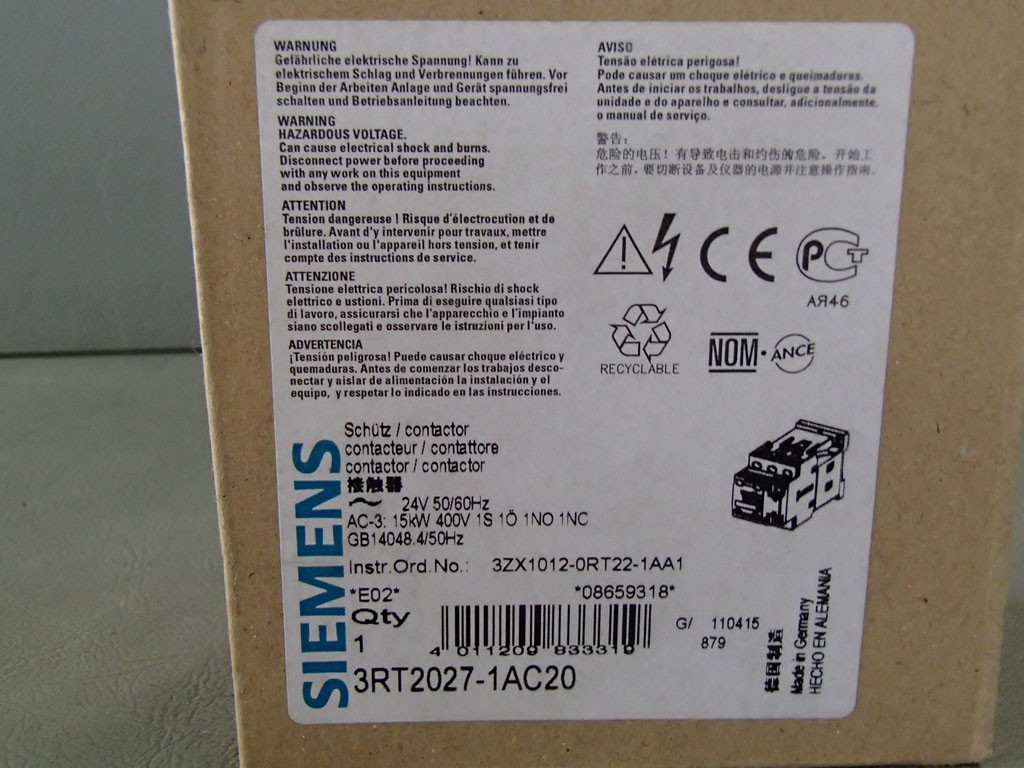 WARNUNG
Gefährliche elektrische Spannung! Kann zu
elektrischem Schlag und Verbrennungen führen. Vor
Beginn der Arbeiten Anlage und Gerät spannungsfrei
schalten und Betriebsanleitung beachten.
WARNING
HAZARDOUS VOLTAGE.
Can cause electrical shock and burns.
Disconnect power before proceeding
with any work on this equipment
and observe the operating instructions.
ATTENTION
Tension dangereuse ! Risque d'électrocution et de
brûlure. Avant d'y intervenir pour travaux, mettre
l'installation ou l'appareil hors tension, et tenir
compte des instructions de service.
ATTENZIONE
Tensione elettrica pericolosa! Rischio di shock
elettrico e ustioni. Prima di eseguire qualsiasi tipo
di lavoro, assicurarsi che l'apparecchio e l'impianto
siano scollegati e osservare le istruzioni per l'uso.
ADVERTENCIA
¡Tensión peligrosa! Puede causar choque eléctrico y
quemaduras. Antes de comenzar los trabajos desco-
nectar y aislar de alimentación la instalación y el
equipo, y respetar lo indicado en las instrucciones.
AVISO
Tensão elétrica perigosa!
Pode causar um choque elétrico e queimaduras.
Antes de iniciar os trabalhos, desligue a tensão da
unidade e do aparelho e consultar, adicionalmente,
o manual de serviço.
警告:
危险的电压! 有导致电击和灼伤的危险。开始工
作之前, 要切断设备及仪器的电源并注意操作指南。
CE
PCT
АЯ46
RECYCLABLE
NOM · ANCE
SIEMENS
Schütz / contactor
contacteur / contattore
contactor / contactor
接触器
~ 24V 50/60Hz
AC-3: 15kW 400V 1S 1Ö 1NO 1NC
GB14048.4/50Hz
Instr.Ord.No.: 3ZX1012-0RT22-1AA1
*E02* *08659318*
Qty
1
4 011209 833319
G/ 110415
879
3RT2027-1AC20
德国制造
Made in Germany
HECHO EN ALEMANIA